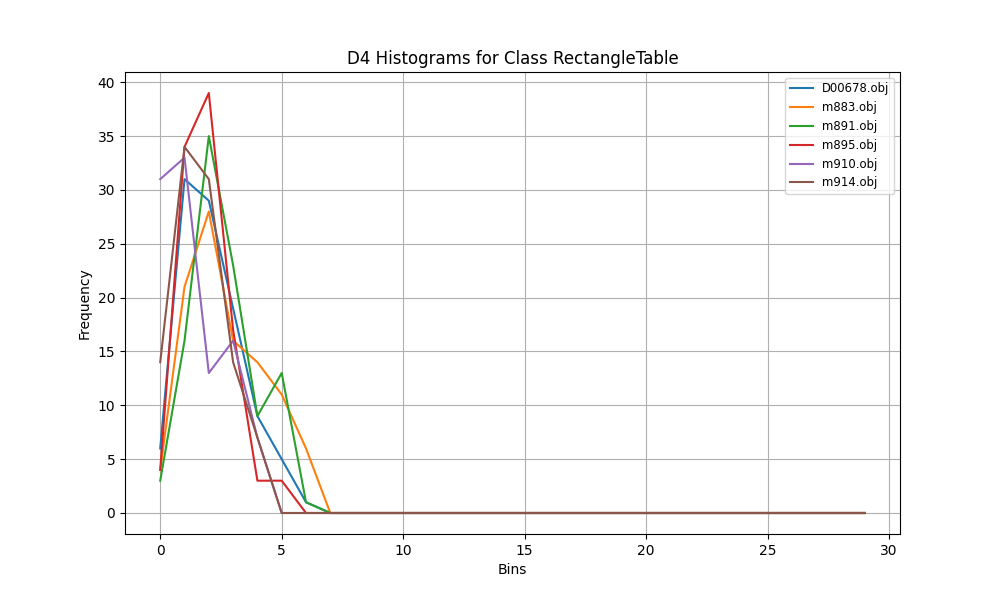 D4 Histograms for Class RectangleTable
40
35
30
25
20
15
10
5
0
Frequency
0 5 10 15 20 25 30
Bins
D00678.obj
m883.obj
m891.obj
m895.obj
m910.obj
m914.obj